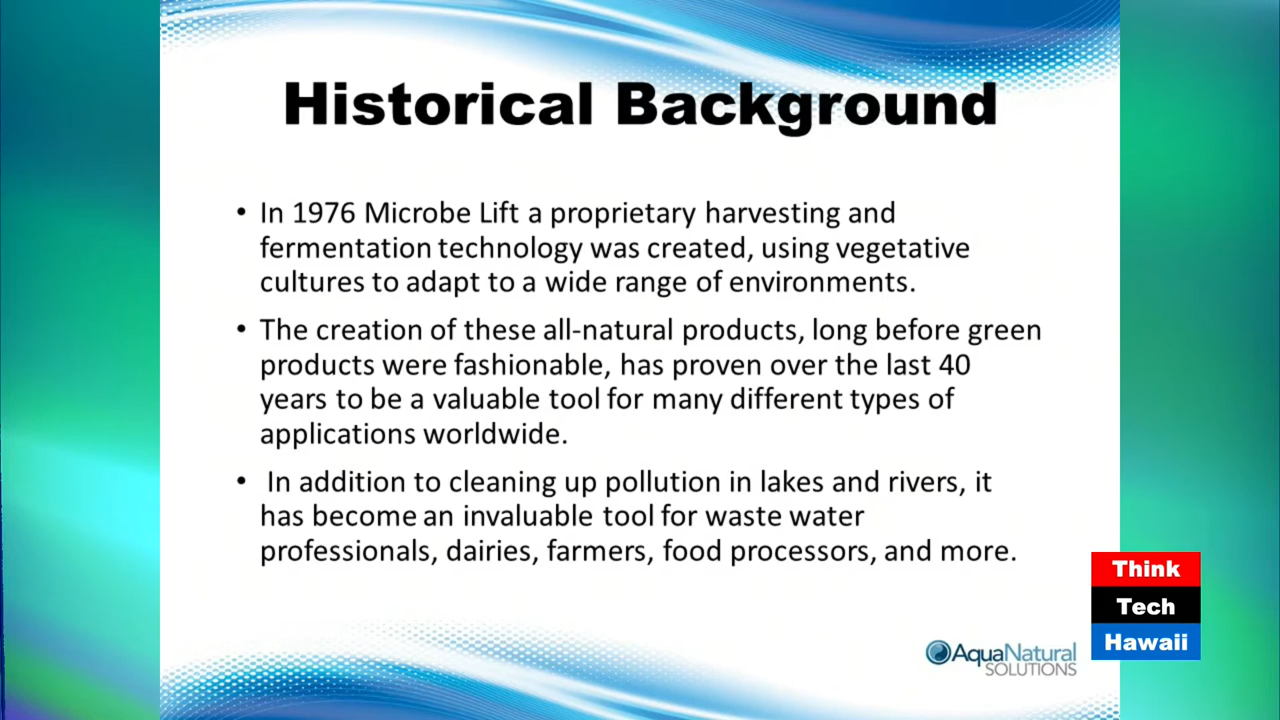 Historical Background
• In 1976 Microbe Lift a proprietary harvesting and
fermentation technology was created, using vegetative
cultures to adapt to a wide range of environments.
• The creation of these all-natural products, long before green
products were fashionable, has proven over the last 40
years to be a valuable tool for many different types of
applications worldwide.
• In addition to cleaning up pollution in lakes and rivers, it
has become an invaluable tool for waste water
professionals, dairies, farmers, food processors, and more.
Think
Tech
Hawaii
AquaNatural
SOLUTIONS